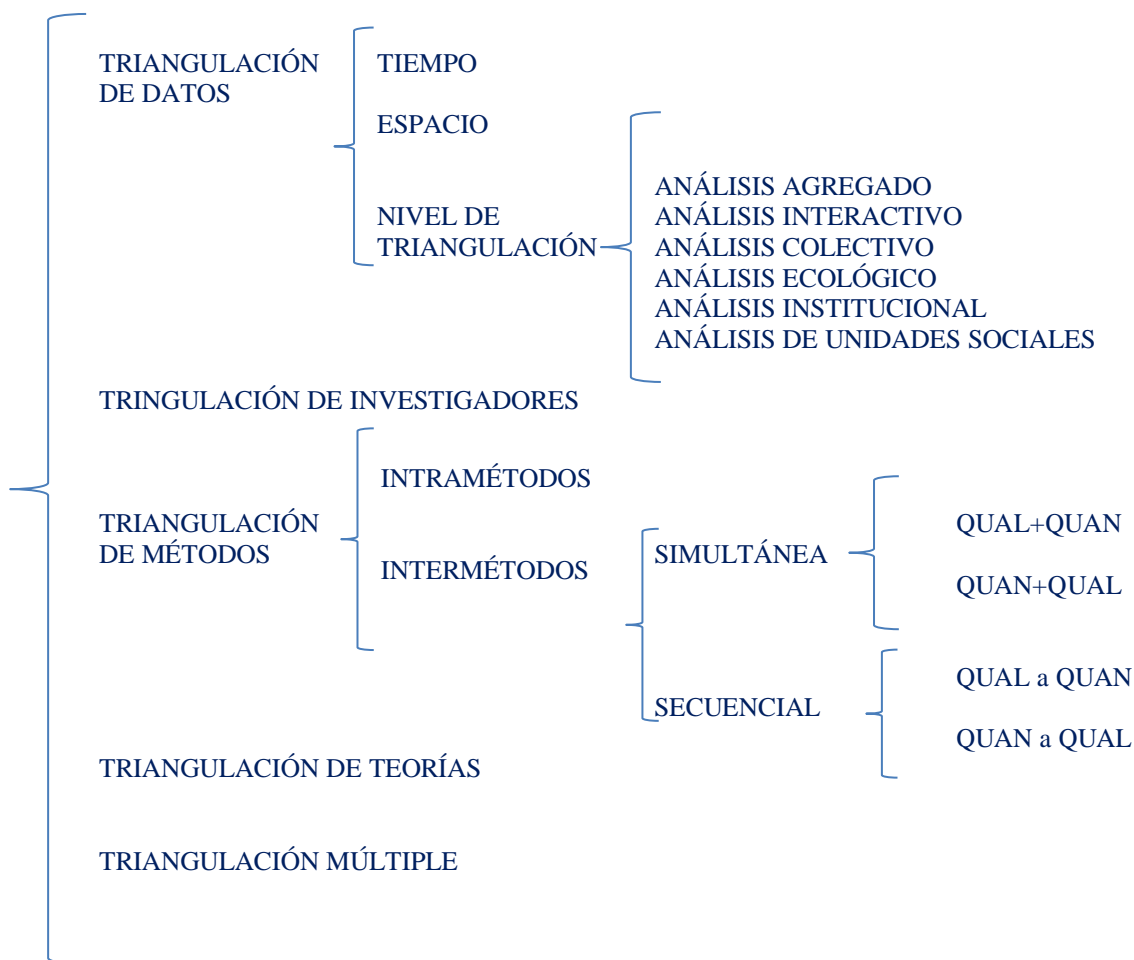 TRIANGULACIÓN
DE DATOS
TIEMPO
ESPACIO
NIVEL DE
TRIANGULACIÓN
ANÁLISIS AGREGADO
ANÁLISIS INTERACTIVO
ANÁLISIS COLECTIVO
ANÁLISIS ECOLÓGICO
ANÁLISIS INSTITUCIONAL
ANÁLISIS DE UNIDADES SOCIALES
TRINGULACIÓN DE INVESTIGADORES
TRIANGULACIÓN
DE MÉTODOS
INTRAMÉTODOS
INTERMÉTODOS
SIMULTÁNEA
QUAL+QUAN
QUAN+QUAL
SECUENCIAL
QUAL a QUAN
QUAN a QUAL
TRIANGULACIÓN DE TEORÍAS
TRIANGULACIÓN MÚLTIPLE